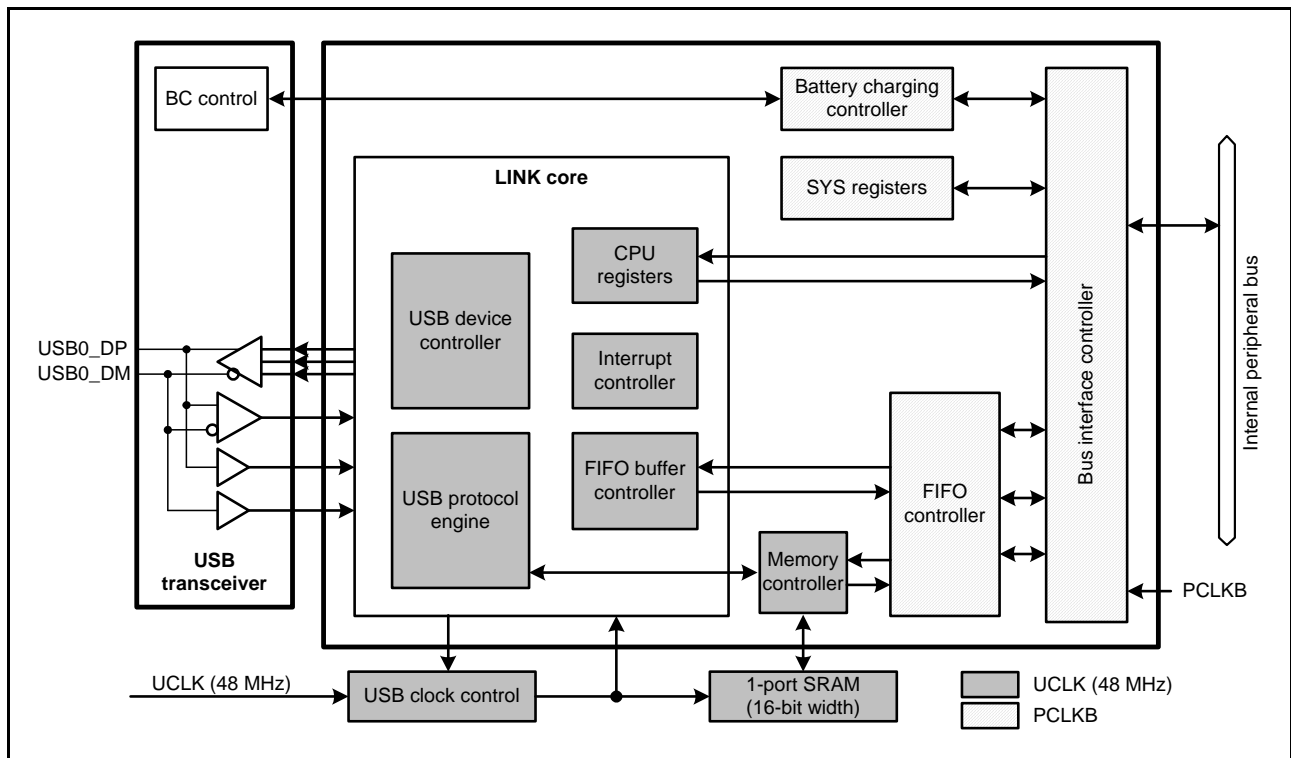 BC control
Battery charging
controller
LINK core
SYS registers
CPU
registers
USB device
controller
Interrupt
controller
USB0_DP
USB0_DM
FIFO buffer
controller
USB protocol
engine
FIFO
controller
Bus interface controller
Internal peripheral bus
USB
transceiver
Memory
controller
PCLKB
UCLK (48 MHz)
USB clock control
1-port SRAM
(16-bit width)
UCLK (48 MHz)
PCLKB